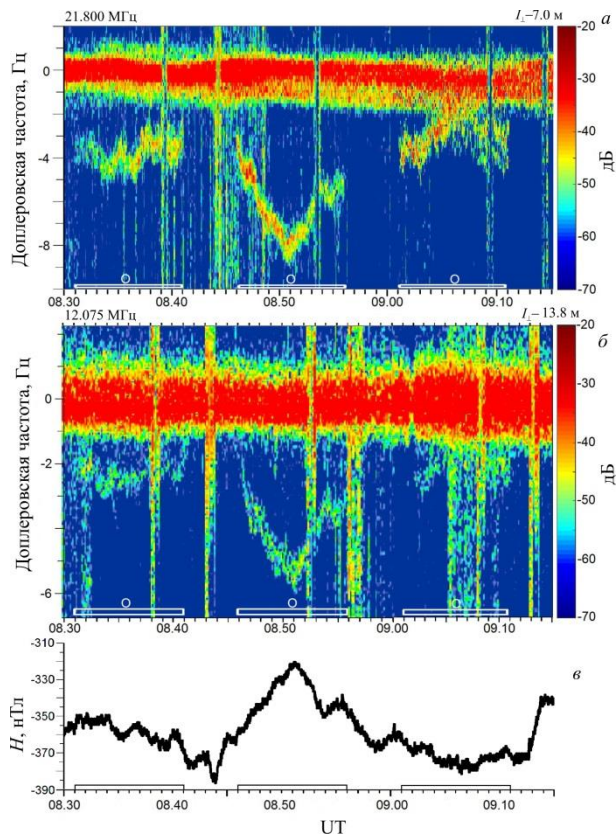 21.800 МГц
l⊥–7.0 м
а
Доплеровская частота, Гц
0
-4
-8
O O O
08.30 08.40 08.50 09.00 09.10
-20
-30
-40
-50
-60
-70
дБ
12.075 МГц
l⊥– 13.8 м
б
Доплеровская частота, Гц
0
-2
-4
-6
O O O
08.30 08.40 08.50 09.00 09.10
-20
-30
-40
-50
-60
-70
дБ
в
H, нТл
-310
-330
-350
-370
-390
08.30 08.40 08.50 09.00 09.10
UT